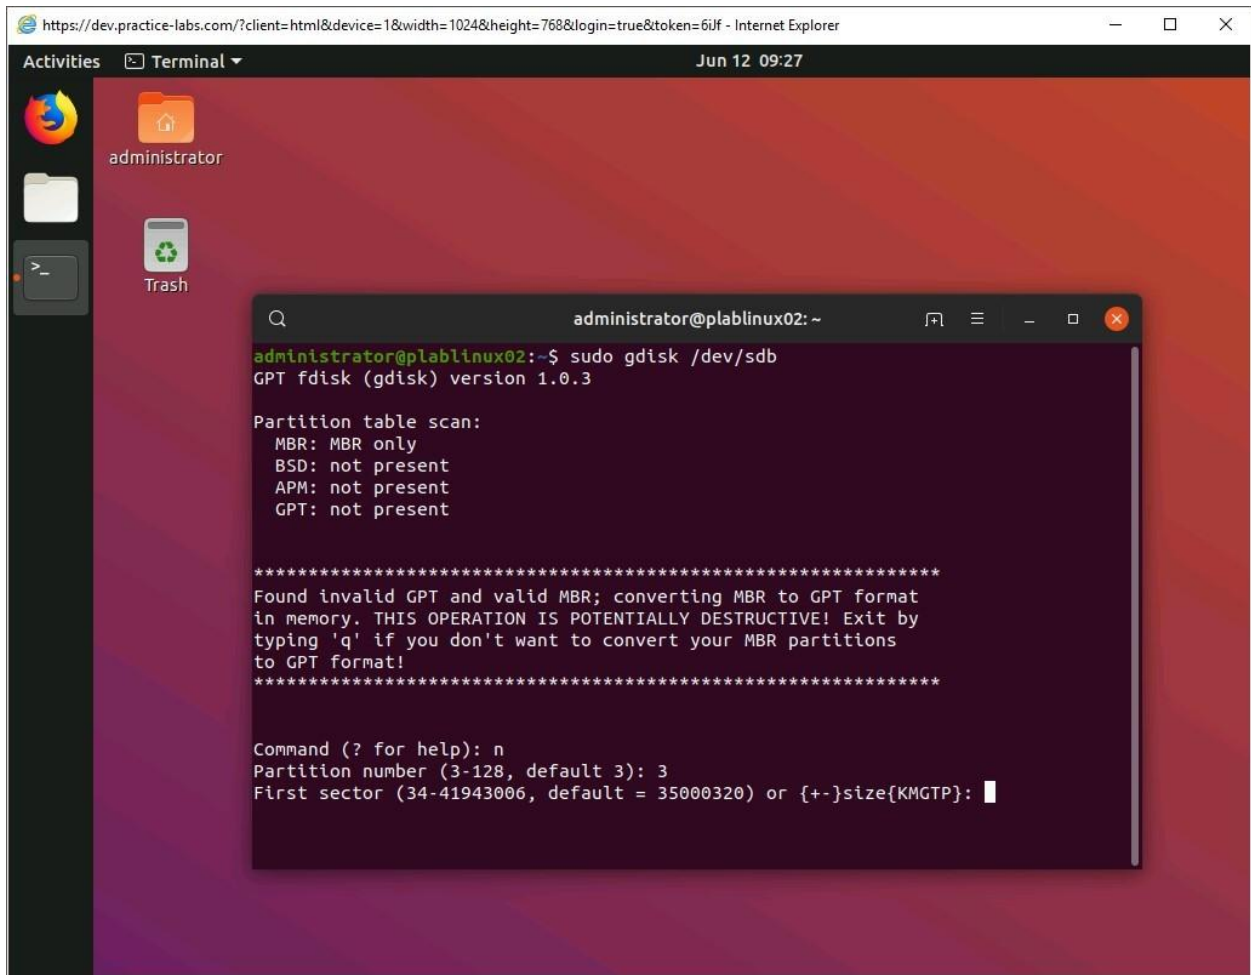 https://dev.practice-labs.com/?client=html&device=1&width=1024&height=768&login=true&token=6iJf - Internet Explorer
Activities Terminal Jun 12 09:27
administrator
Trash
administrator@plablinux02: ~
administrator@plablinux02:~$ sudo gdisk /dev/sdb
GPT fdisk (gdisk) version 1.0.3
Partition table scan:
MBR: MBR only
BSD: not present
APM: not present
GPT: not present
***************************************************************
Found invalid GPT and valid MBR; converting MBR to GPT format
in memory. THIS OPERATION IS POTENTIALLY DESTRUCTIVE! Exit by
typing 'q' if you don't want to convert your MBR partitions
to GPT format!
***************************************************************
Command (? for help): n
Partition number (3-128, default 3): 3
First sector (34-41943006, default = 35000320) or {+-}size{KMGTP}: